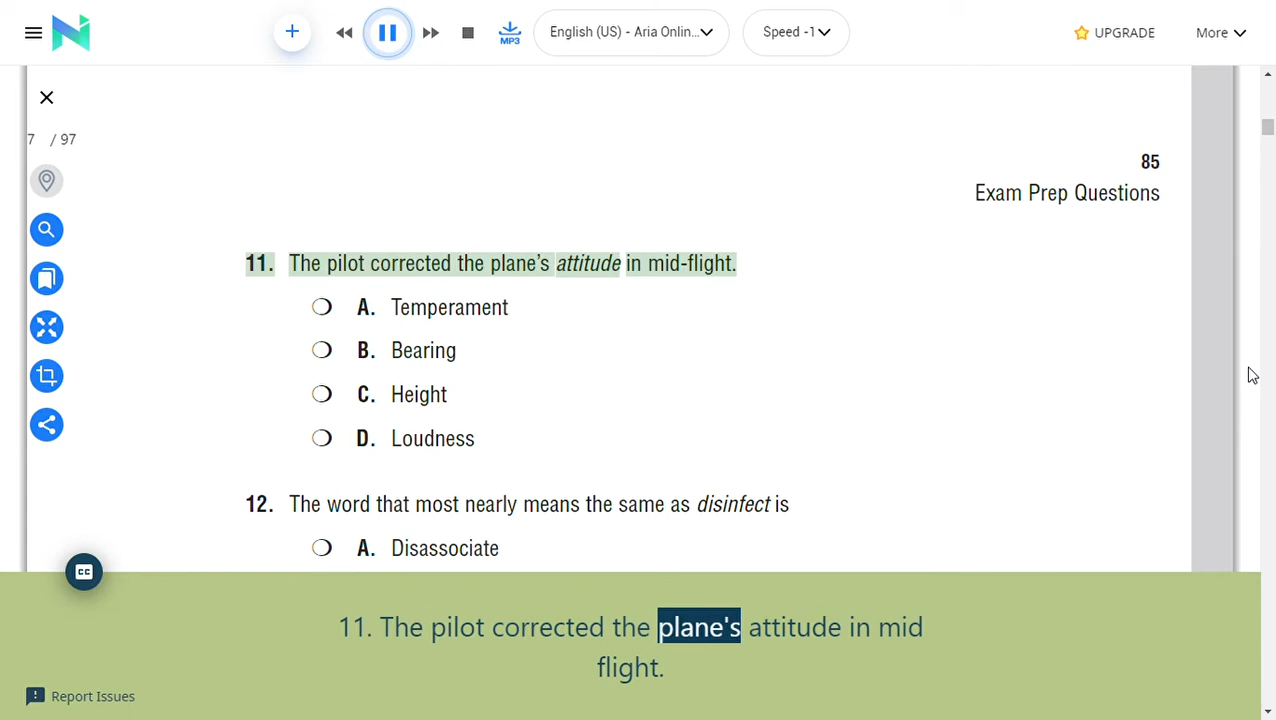 MP3
English (US) - Aria Onlin...
Speed -1
UPGRADE
More
7 / 97
85
Exam Prep Questions
11. The pilot corrected the plane’s attitude in mid-flight.
A. Temperament
B. Bearing
C. Height
D. Loudness
12. The word that most nearly means the same as disinfect is
A. Disassociate
CC
11. The pilot corrected the plane's attitude in mid
flight.
Report Issues